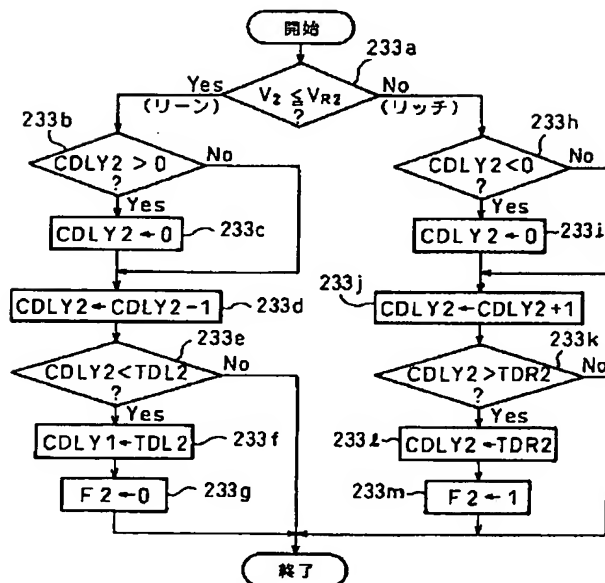 開始
233a
Yes
(リーン)
V2≦VR2
?
No
(リッチ)
233b
CDLY2>0
?
No
Yes
CDLY2←0
233c
CDLY2←CDLY2-1
233d
233e
CDLY2<TDL2
?
No
Yes
CDLY1←TDL2
233f
F2←0
233g
233h
CDLY2<0
?
No
Yes
CDLY2←0
233i
233j
CDLY2←CDLY2+1
233k
CDLY2>TDR2
?
No
Yes
233ℓ
CDLY2←TDR2
233m
F2←1
終了